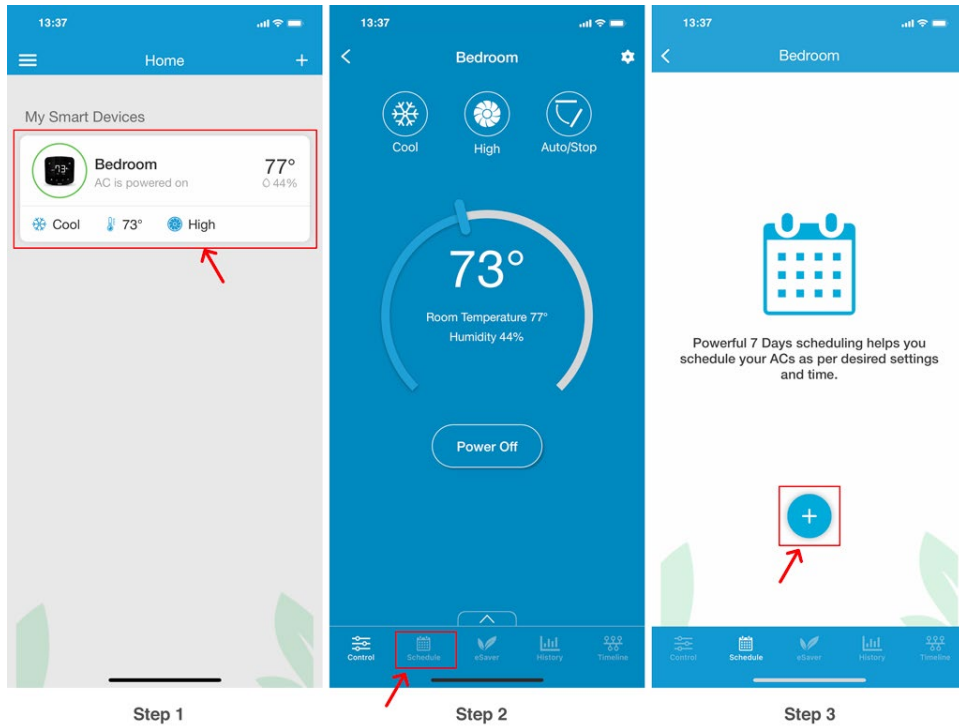 13:37
Home
My Smart Devices
Bedroom
77°
AC is powered on
44%
73
Cool
73°
High
Step 1
13:37
Bedroom
Cool
High
Auto/Stop
73°
Room Temperature 77°
Humidity 44%
Power Off
Control
Schedule
eSaver
History
Timeline
Step 2
13:37
Bedroom
Powerful 7 Days scheduling helps you
schedule your ACs as per desired settings
and time.
+
Control
Schedule
eSaver
History
Timeline
Step 3